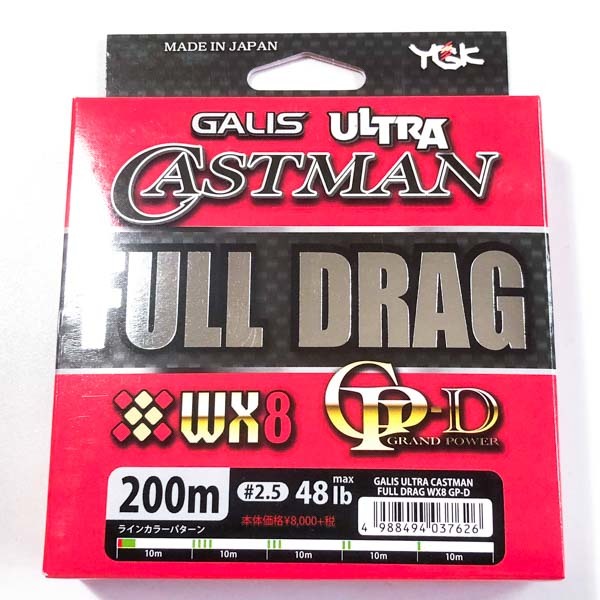 MADE IN JAPAN
YGK
GALIS ULTRA
CASTMAN
FULL DRAG
WX8
GP-D
GRAND POWER
200m #2.5 48lb max
本体価格¥8,000+税
GALIS ULTRA CASTMAN
FULL DRAG WX8 GP-D
4 988494 037626
ラインカラーパターン
10m 10m 10m 10m 10m